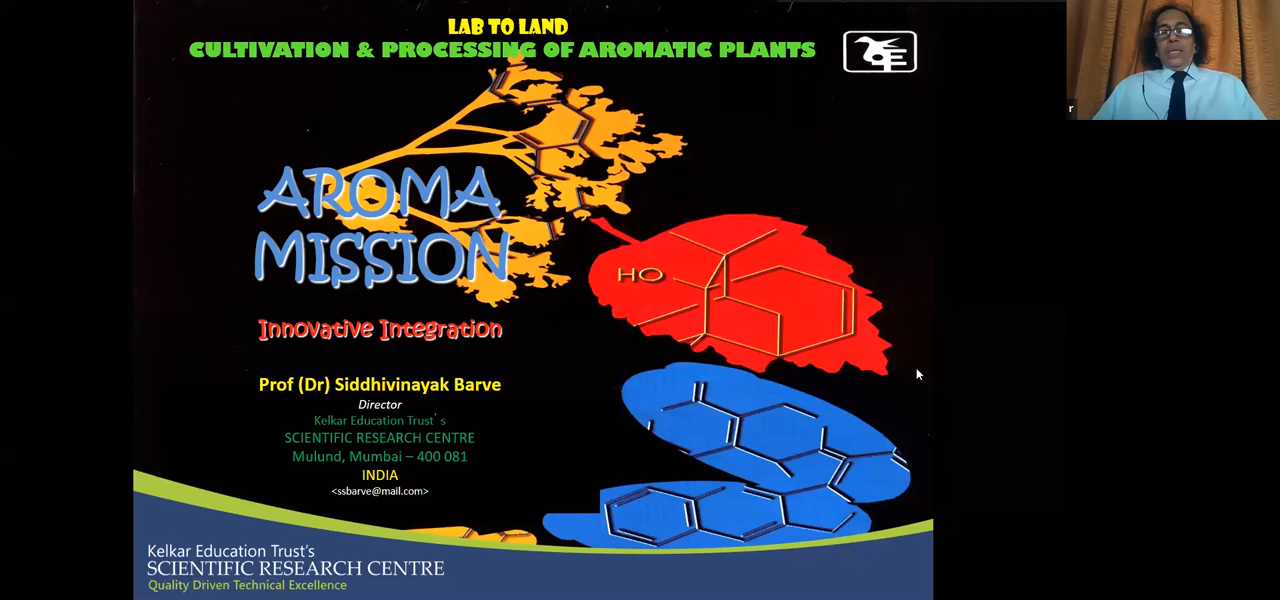 LAB TO LAND
CULTIVATION & PROCESSING OF AROMATIC PLANTS
AROMA
MISSION
Innovative Integration
HO
Prof (Dr) Siddhivinayak Barve
Director
Kelkar Education Trust`s
SCIENTIFIC RESEARCH CENTRE
Mulund, Mumbai – 400 081
INDIA
<ssbarve@mail.com>
Kelkar Education Trust's
SCIENTIFIC RESEARCH CENTRE
Quality Driven Technical Excellence
r